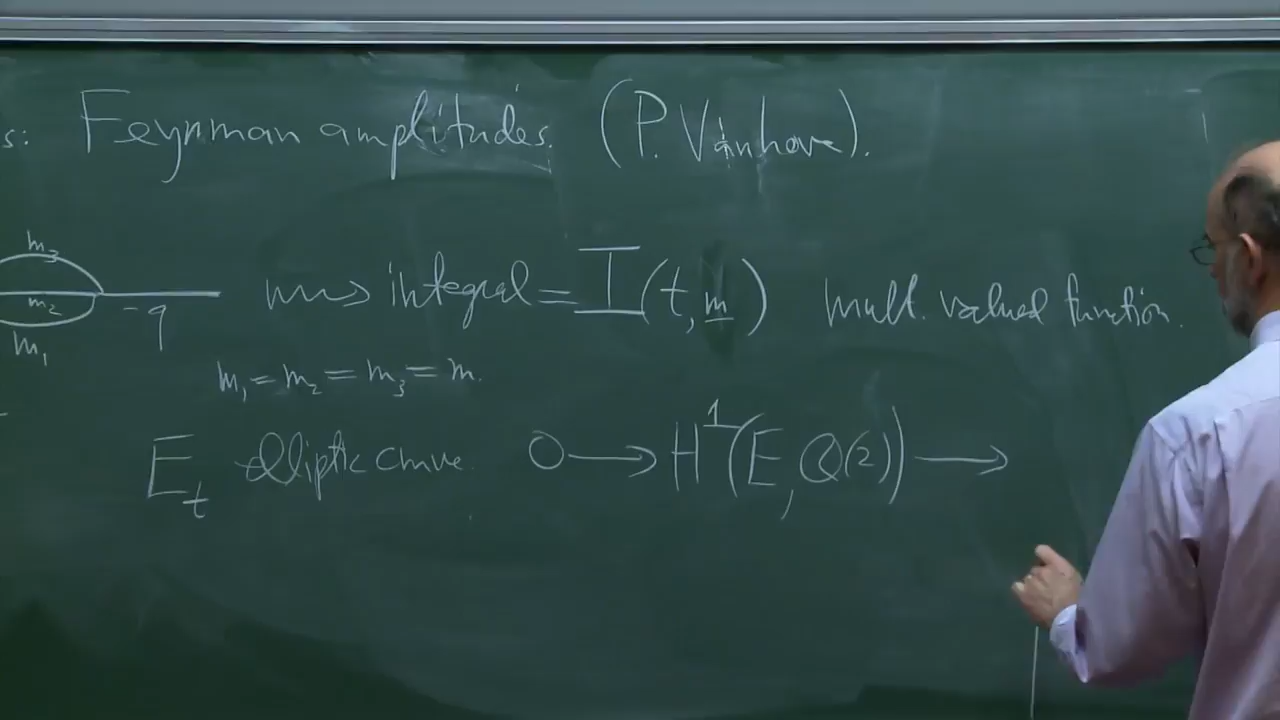 s: Feynman amplitudes. (P. Vanhove).
m₃
m₂
m₁
-q
⇝ integral = I(t, m) mult. valued function.
m₁ = m₂ = m₃ = m.
E_t elliptic curve. 0 → H¹(E, Q(2)) →